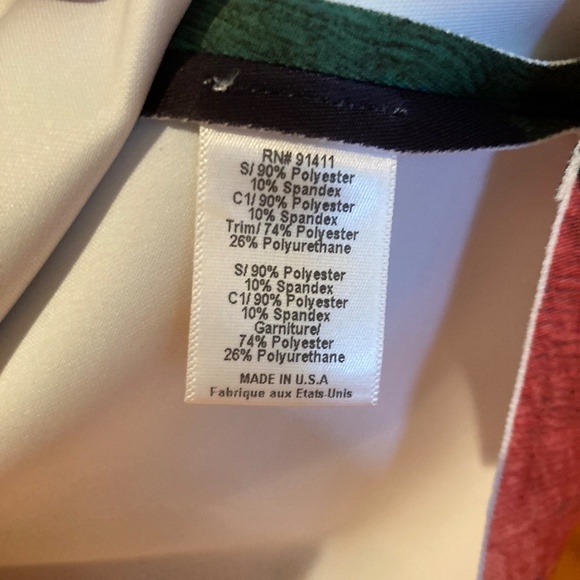 RN# 91411
S/ 90% Polyester
10% Spandex
C1/ 90% Polyester
10% Spandex
Trim/ 74% Polyester
26% Polyurethane
S/ 90% Polyester
10% Spandex
C1/ 90% Polyester
10% Spandex
Garniture/
74% Polyester
26% Polyurethane
MADE IN U.S.A
Fabrique aux Etats-Unis